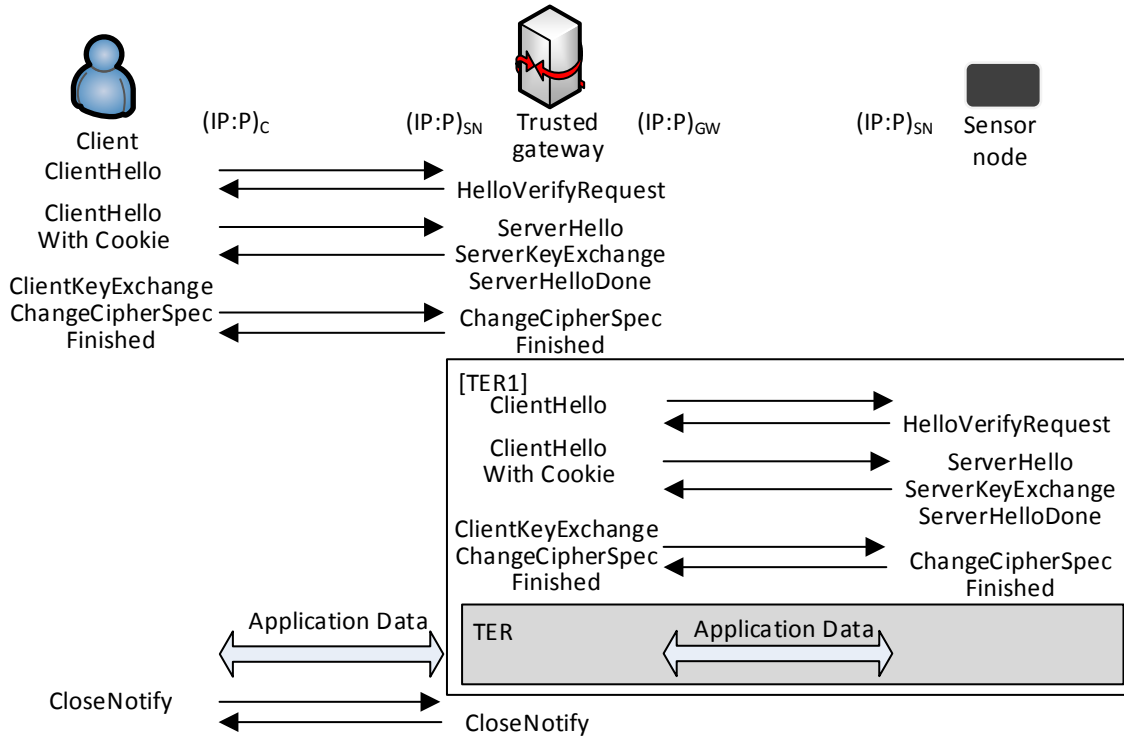 Client
(IP:P)C
(IP:P)SN
Trusted
gateway
(IP:P)GW
(IP:P)SN
Sensor
node
ClientHello
HelloVerifyRequest
ClientHello
With Cookie
ServerHello
ServerKeyExchange
ServerHelloDone
ClientKeyExchange
ChangeCipherSpec
Finished
ChangeCipherSpec
Finished
[TER1]
ClientHello
HelloVerifyRequest
ClientHello
With Cookie
ServerHello
ServerKeyExchange
ServerHelloDone
ClientKeyExchange
ChangeCipherSpec
Finished
ChangeCipherSpec
Finished
Application Data
TER
Application Data
CloseNotify
CloseNotify